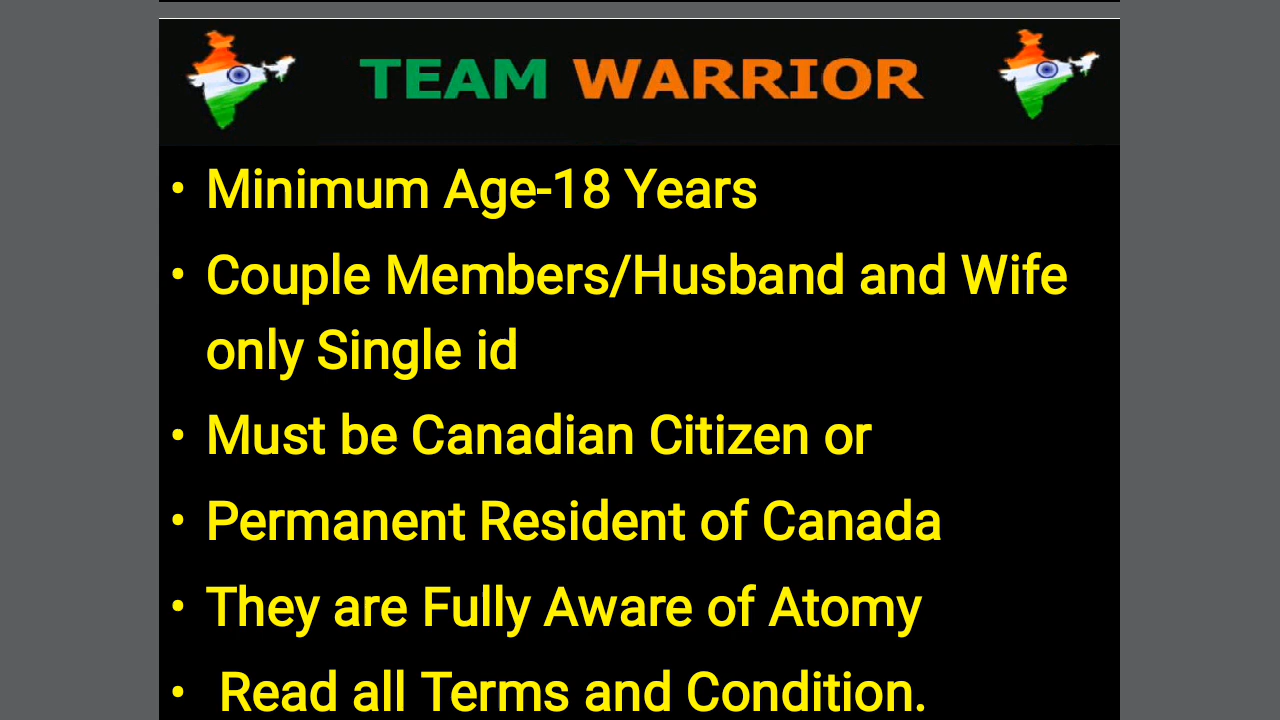 TEAM WARRIOR
• Minimum Age-18 Years
• Couple Members/Husband and Wife
only Single id
• Must be Canadian Citizen or
• Permanent Resident of Canada
• They are Fully Aware of Atomy
• Read all Terms and Condition.